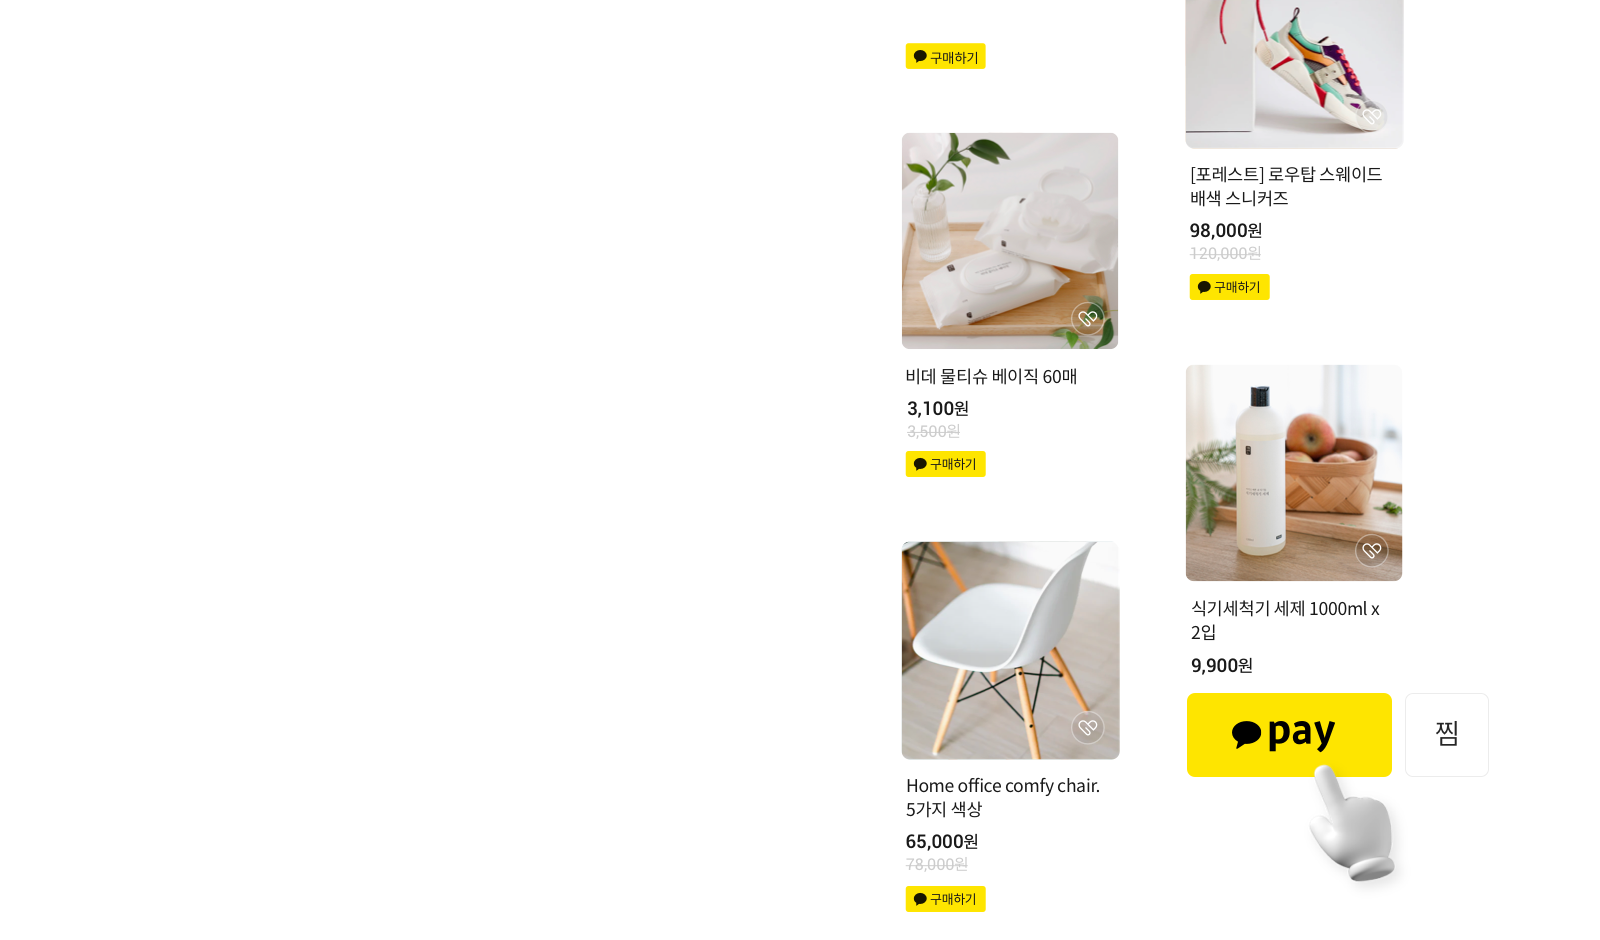 구매하기
비데 물티슈 베이직 60매
3,100원
3,500원
구매하기
Home office comfy chair.
5가지 색상
65,000원
78,000원
구매하기
[포레스트] 로우탑 스웨이드
배색 스니커즈
98,000원
120,000원
구매하기
식기세척기 세제 1000ml x
2입
9,900원
pay
찜